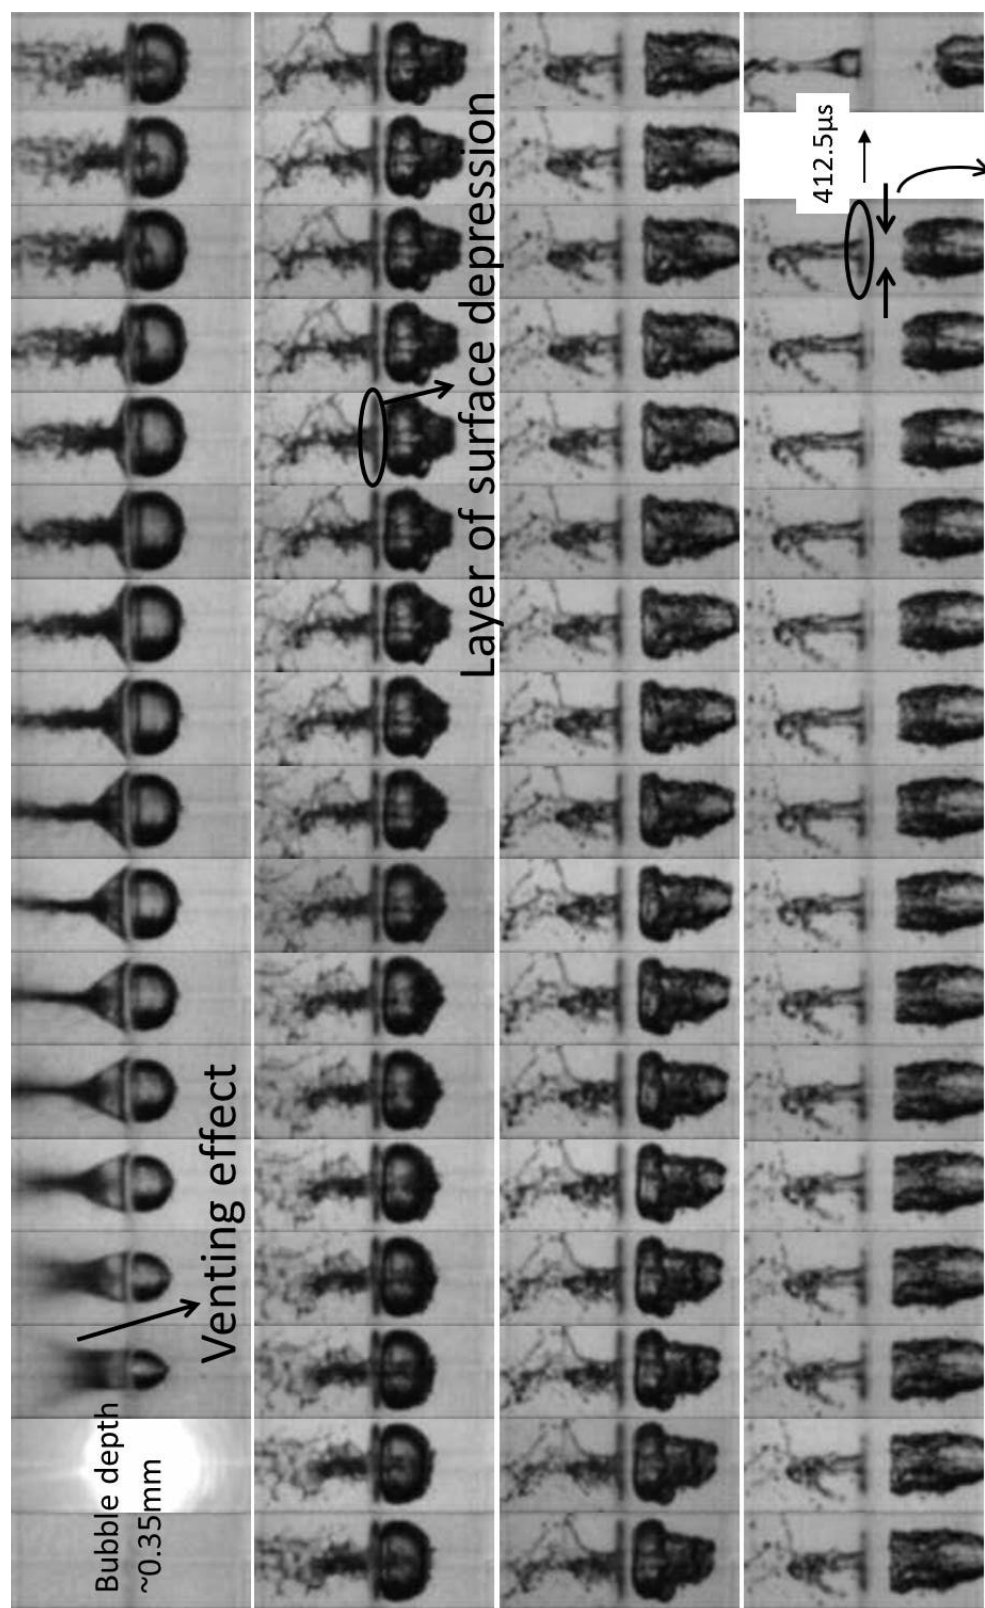 Bubble depth
~0.35mm
Venting effect
Layer of surface depression
412.5µs